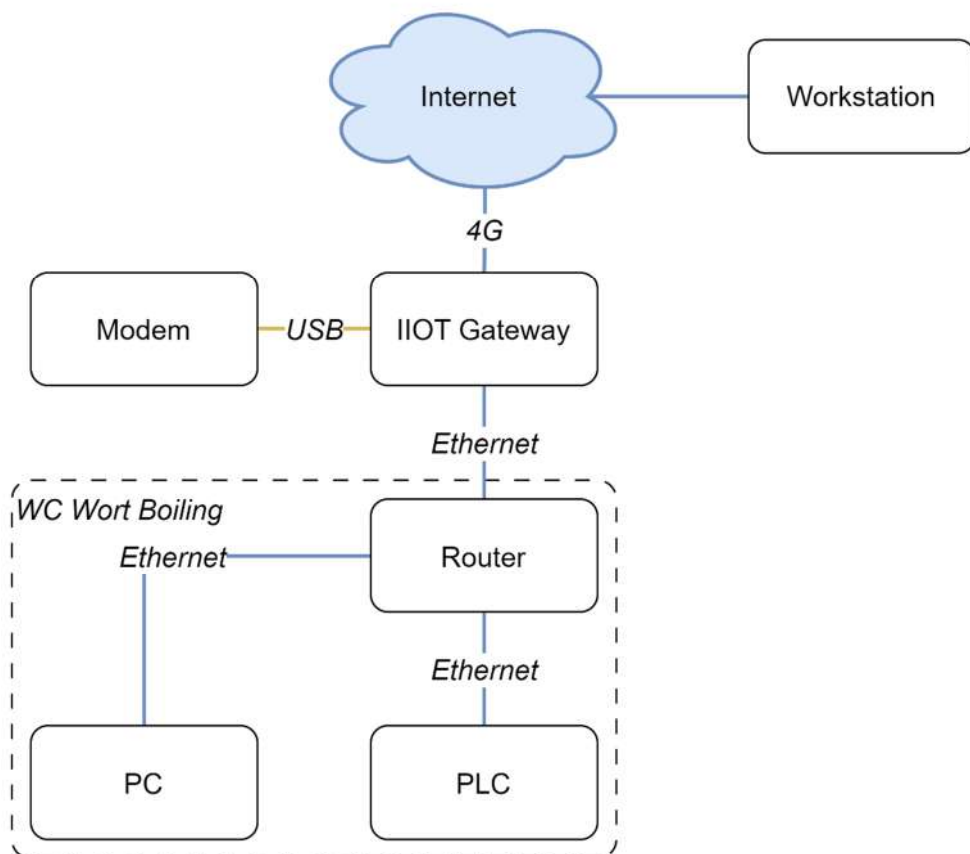 Internet
Workstation
4G
Modem
USB
IIOT Gateway
Ethernet
WC Wort Boiling
Ethernet
Router
Ethernet
PC
PLC